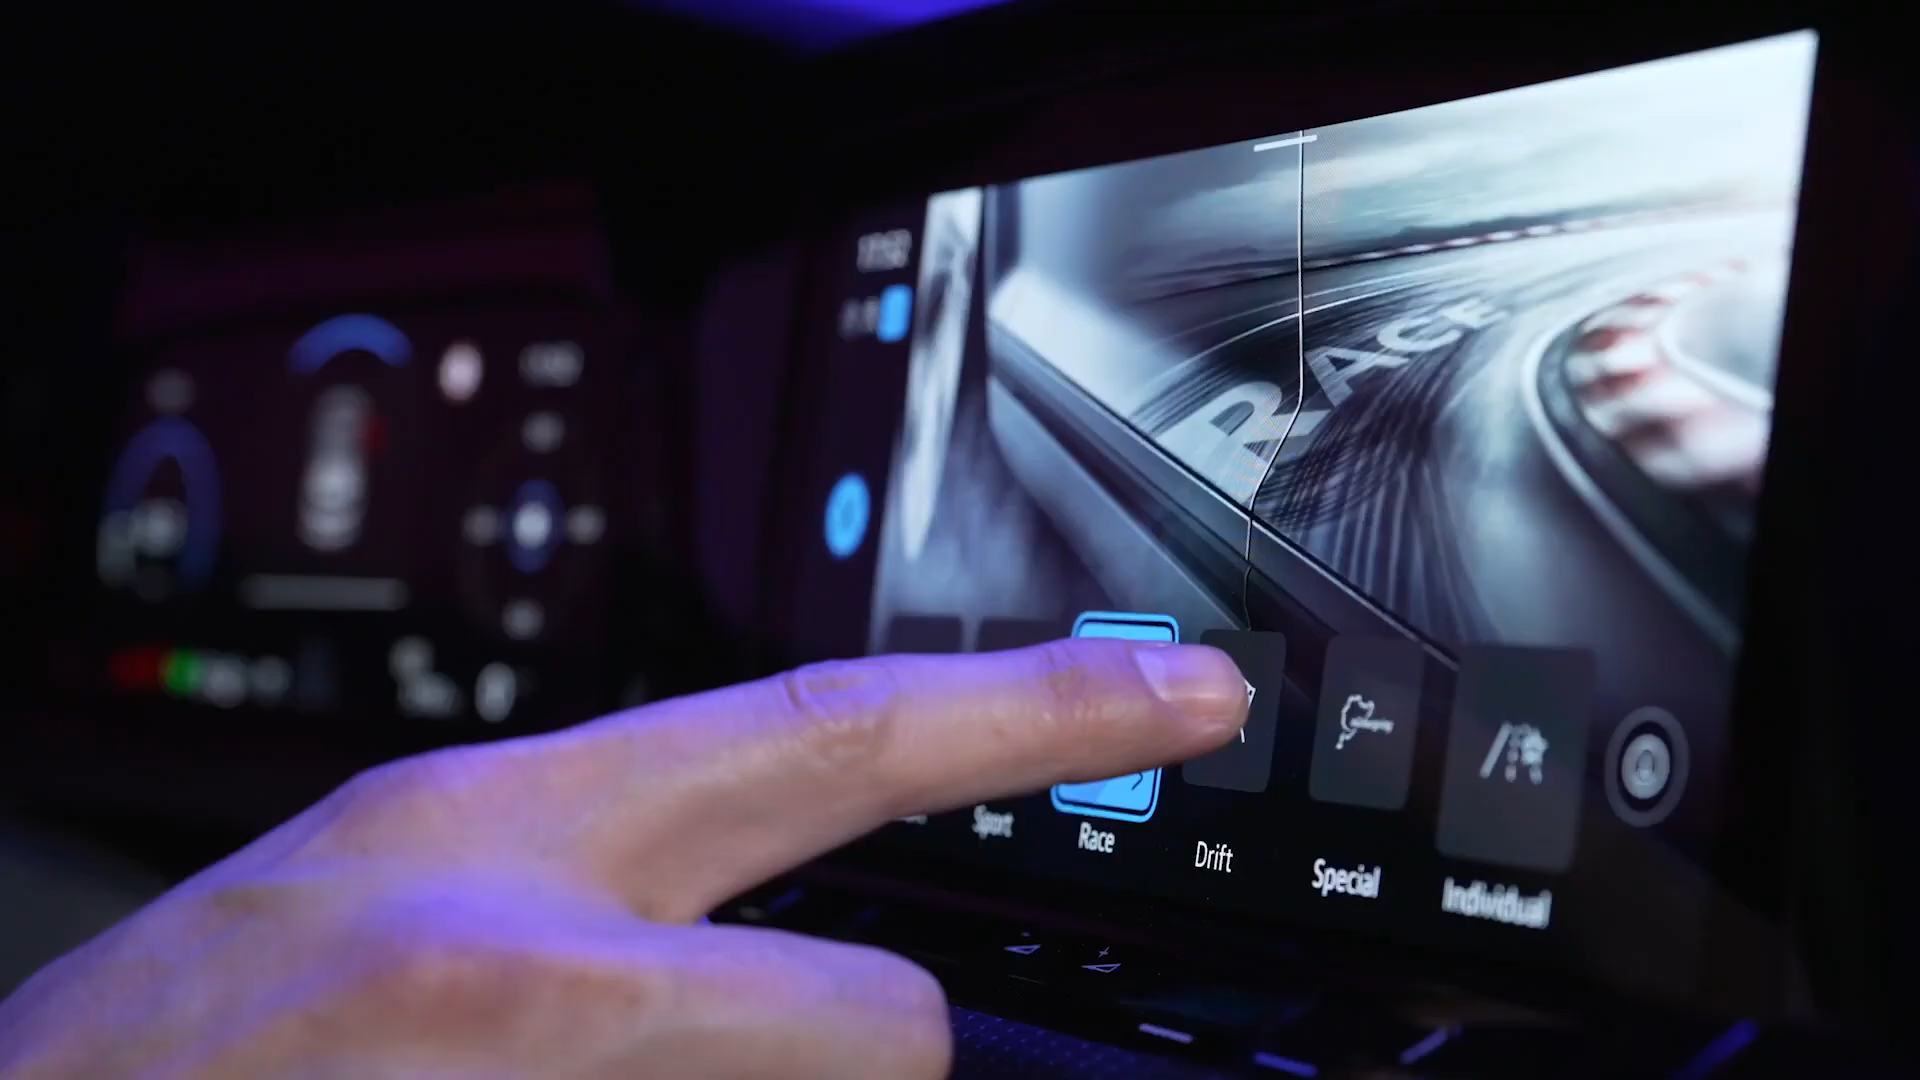 RACE
Sport
Race
Drift
Special
Individual